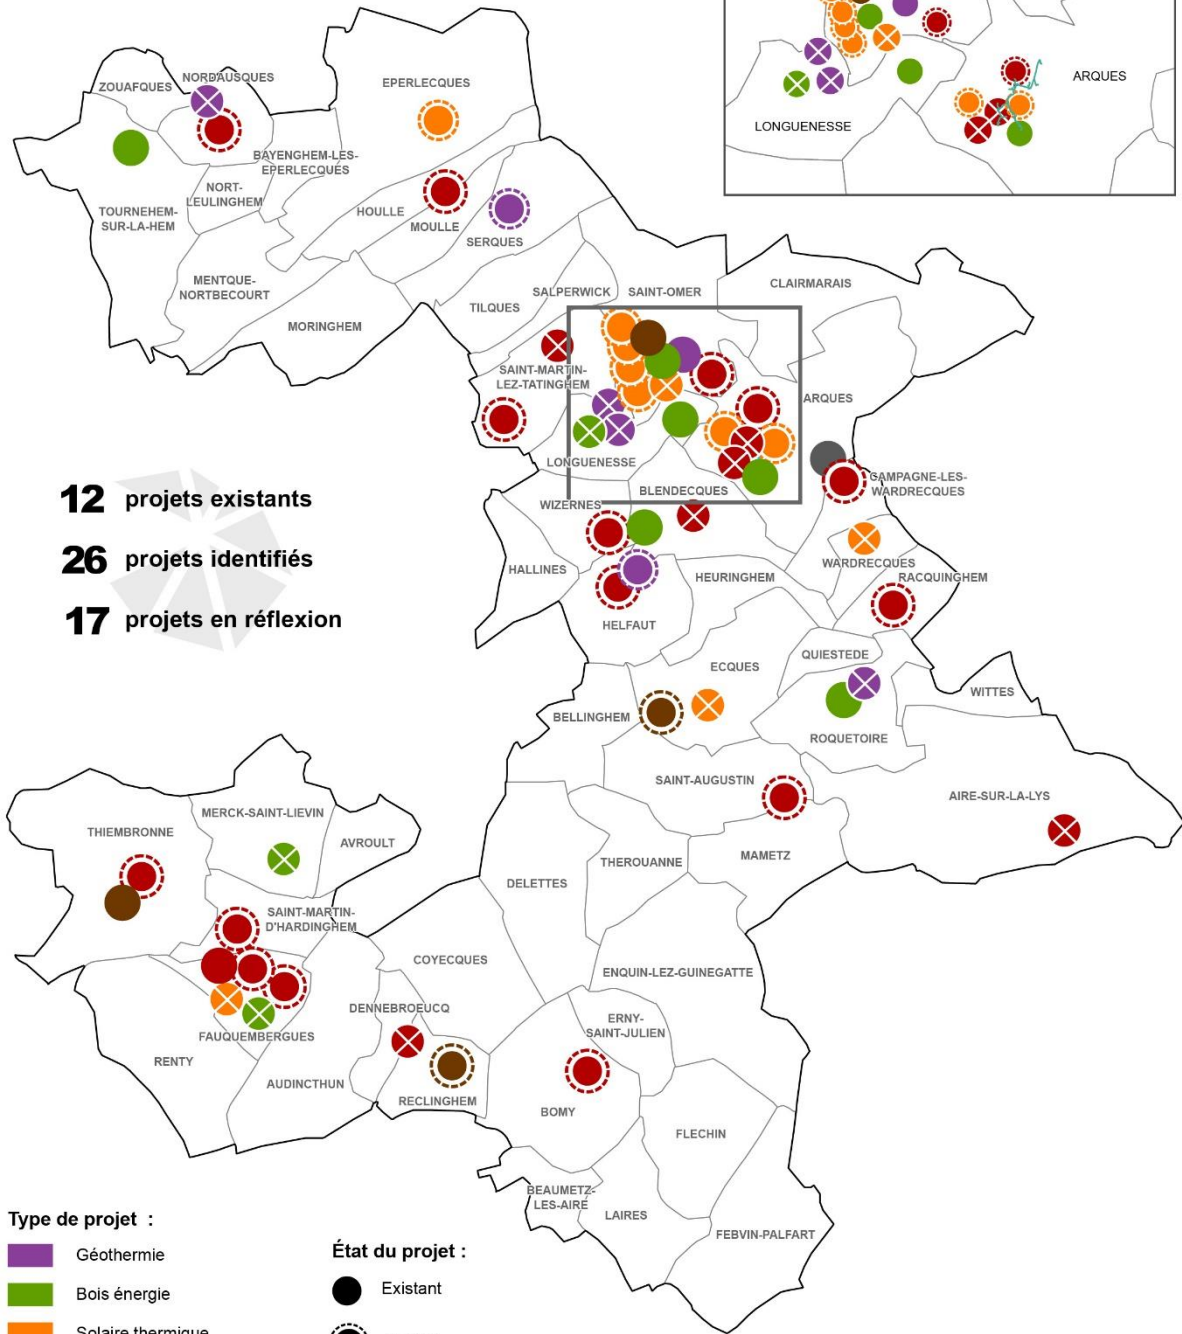 ARQUES
LONGUENESSE
ZOUAFQUES
NORDAUSQUES
EPERLECQUES
BAYENGHEM-LES-
EPERLECQUES
NORT-
LEULINGHEM
TOURNEHEM-
SUR-LA-HEM
HOULLE
MOULLE
SERQUES
MENTQUE-
NORTBECOURT
MORINGHEM
TILQUES
SALPERWICK
SAINT-OMER
CLAIRMARAIS
SAINT-MARTIN-
LEZ-TATINGHEM
ARQUES
LONGUENESSE
CAMPAGNE-LES-
WARDRECQUES
BLENDECQUES
WIZERNES
12 projets existants
26 projets identifiés
17 projets en réflexion
HALLINES
HEURINGHEM
WARDRECQUES
RACQUINGHEM
HELFAUT
QUIESTEDE
ECQUES
WITTES
BELLINGHEM
ROQUETOIRE
SAINT-AUGUSTIN
AIRE-SUR-LA-LYS
MERCK-SAINT-LIEVIN
THIEMBRONNE
AVROULT
THEROUANNE
MAMETZ
DELETTES
SAINT-MARTIN-
D'HARDINGHEM
COYECQUES
ENQUIN-LEZ-GUINEGATTE
DENNEBROEUCQ
ERNY-
SAINT-JULIEN
FAUQUEMBERGUES
RENTY
AUDINCTHUN
RECLINGHEM
BOMY
FLECHIN
BEAUMETZ-
LES-AIRE
LAIRES
FEBVIN-PALFART
Type de projet :
Géothermie
Bois énergie
Solaire thermique
État du projet :
Existant